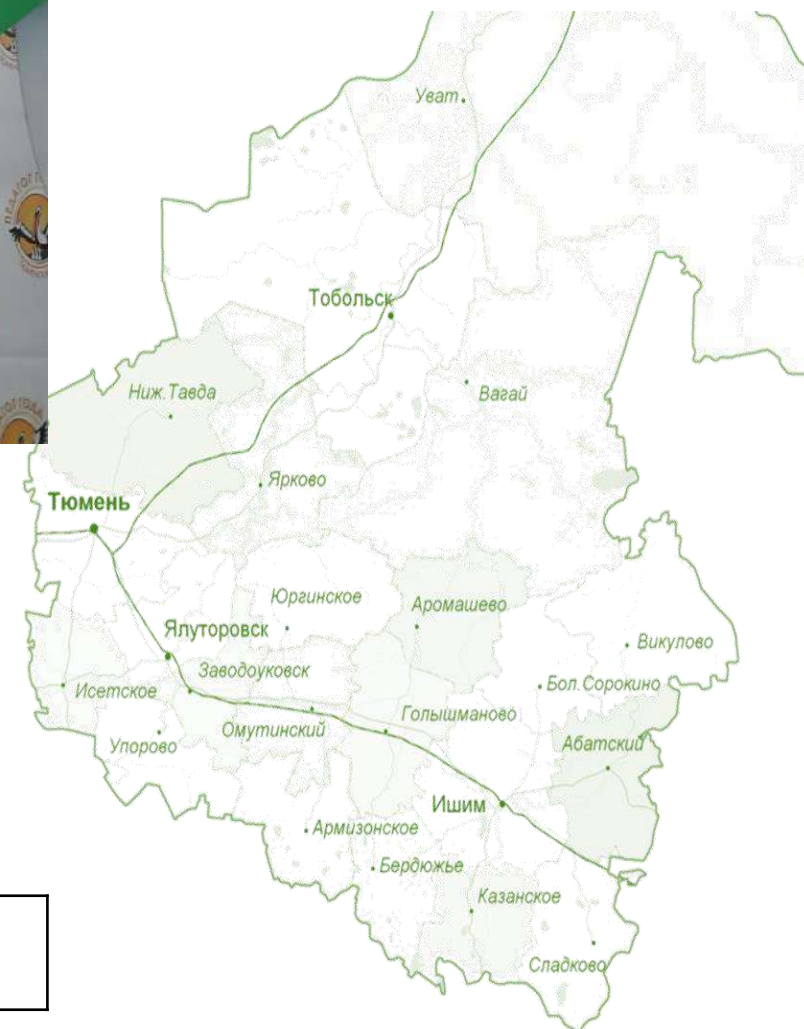 Уват
Тобольск
Ниж.Тавда
Вагай
Ярково
Тюмень
Юргинское
Аромашево
Ялуторовск
Викулово
Заводоуковск
Исетское
Бол.Сорокино
Голышманово
Омутинский
Упорово
Абатский
Ишим
Армизонское
Бердюжье
Казанское
Сладково